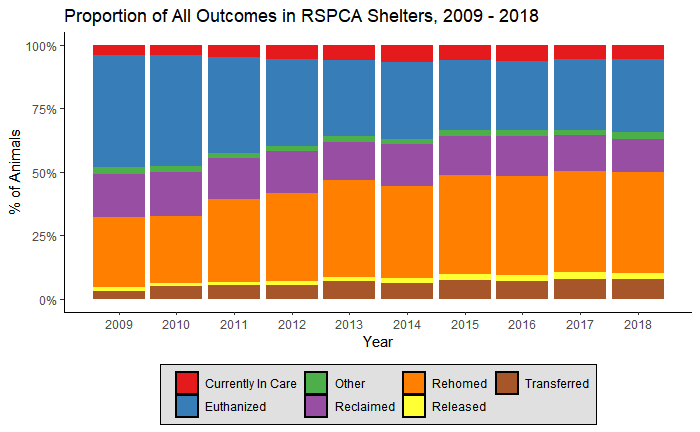 Proportion of All Outcomes in RSPCA Shelters, 2009 - 2018
% of Animals
100%
75%
50%
25%
0%
2009 2010 2011 2012 2013 2014 2015 2016 2017 2018
Year
Currently In Care Other Rehomed Transferred
Euthanized Reclaimed Released